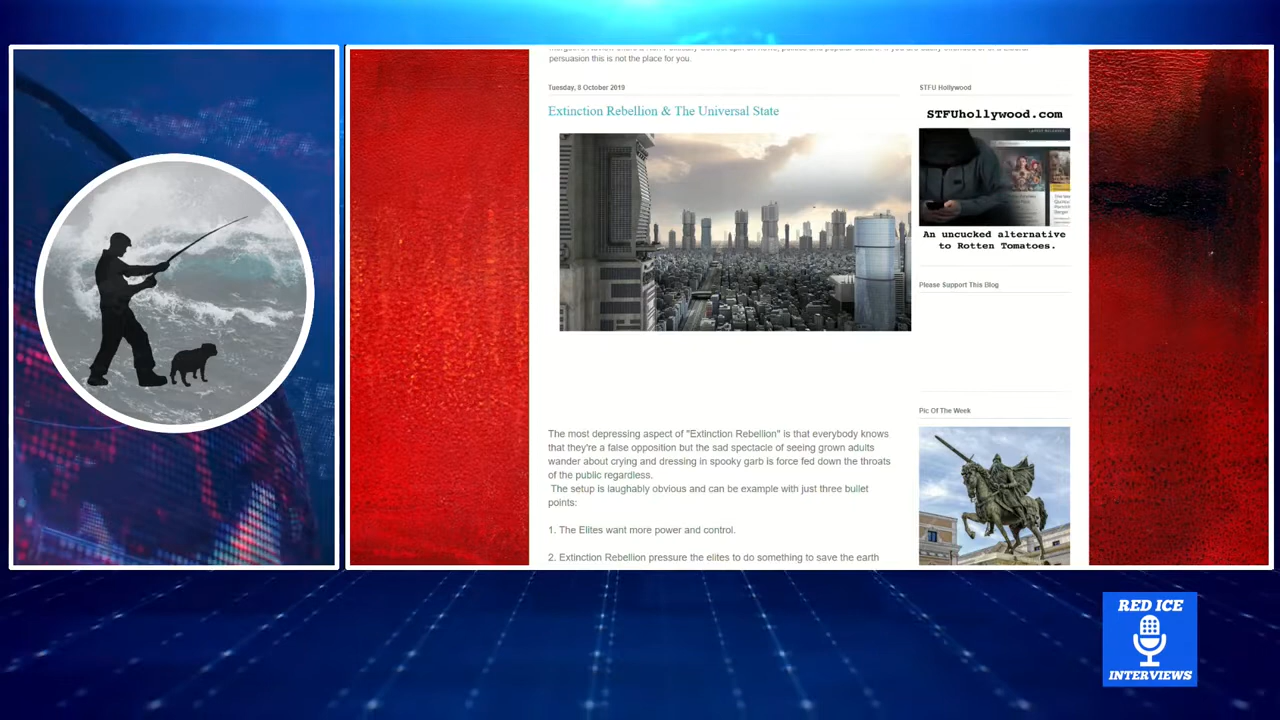 persuasion this is not the place for you.
Tuesday, 8 October 2019
Extinction Rebellion & The Universal State
The most depressing aspect of "Extinction Rebellion" is that everybody knows
that they're a false opposition but the sad spectacle of seeing grown adults
wander about crying and dressing in spooky garb is force fed down the throats
of the public regardless.
The setup is laughably obvious and can be example with just three bullet
points:
1. The Elites want more power and control.
2. Extinction Rebellion pressure the elites to do something to save the earth
STFU Hollywood
STFUhollywood.com
An uncucked alternative
to Rotten Tomatoes.
Please Support This Blog
Pic Of The Week
RED ICE
INTERVIEWS